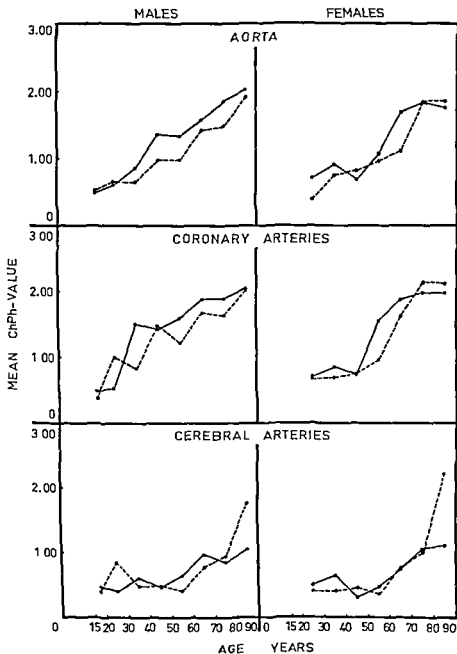 MALES FEMALES
3.00 AORTA
2.00
1.00
0
3.00 CORONARY ARTERIES
2.00
1.00
0
3.00 CEREBRAL ARTERIES
2.00
1.00
0 15 20 30 40 50 60 70 80 90 0 15 20 30 40 50 60 70 80 90
AGE YEARS
MEAN ChPh-VALUE